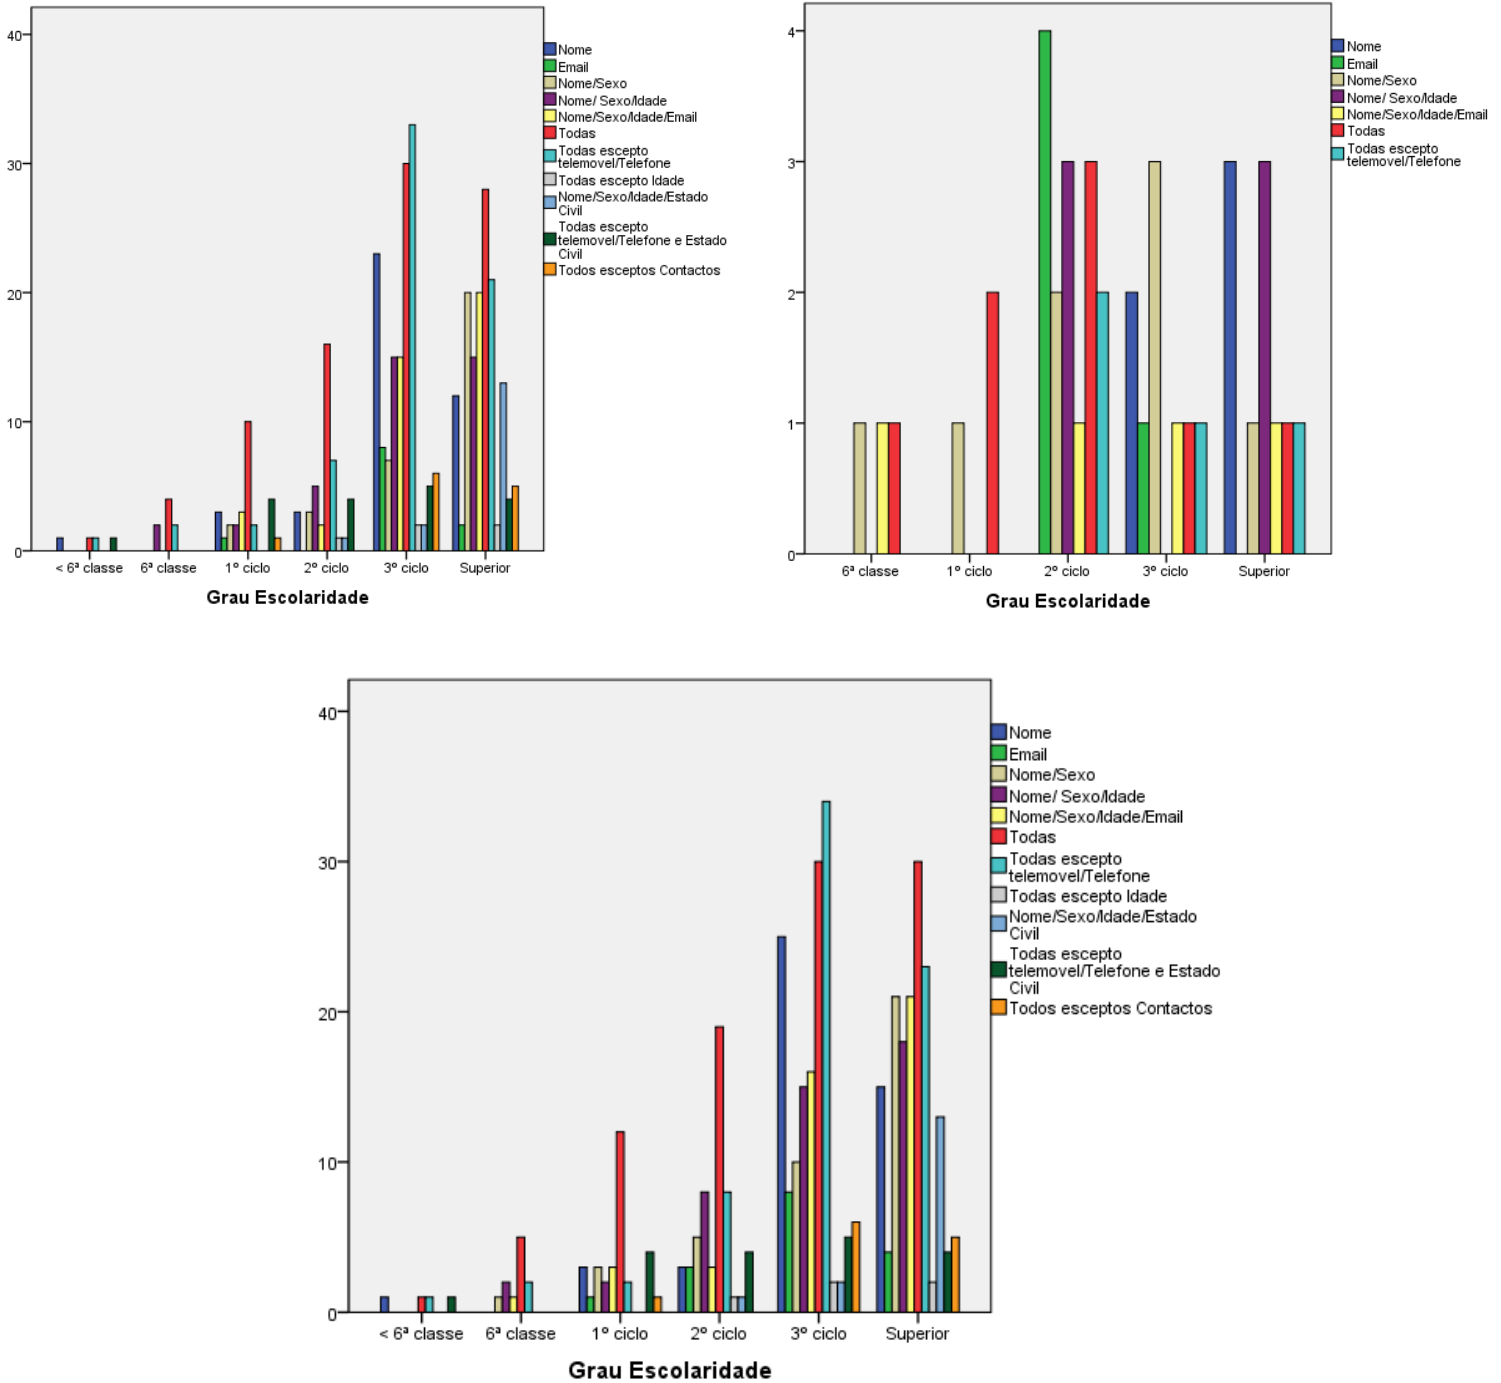 40
30
20
10
0
< 6ª classe
6ª classe
1º ciclo
2º ciclo
3º ciclo
Superior
Grau Escolaridade
Nome
Email
Nome/Sexo
Nome/ Sexo/Idade
Nome/Sexo/Idade/Email
Todas
Todas escepto
telemovel/Telefone
Todas escepto Idade
Nome/Sexo/Idade/Estado
Civil
Todas escepto
telemovel/Telefone e Estado
Civil
Todos esceptos Contactos
4
3
2
1
0
6ª classe
1º ciclo
2º ciclo
3º ciclo
Superior
Grau Escolaridade
Nome
Email
Nome/Sexo
Nome/ Sexo/Idade
Nome/Sexo/Idade/Email
Todas
Todas escepto
telemovel/Telefone
40
30
20
10
0
< 6ª classe
6ª classe
1º ciclo
2º ciclo
3º ciclo
Superior
Grau Escolaridade
Nome
Email
Nome/Sexo
Nome/ Sexo/Idade
Nome/Sexo/Idade/Email
Todas
Todas escepto
telemovel/Telefone
Todas escepto Idade
Nome/Sexo/Idade/Estado
Civil
Todas escepto
telemovel/Telefone e Estado
Civil
Todos esceptos Contactos